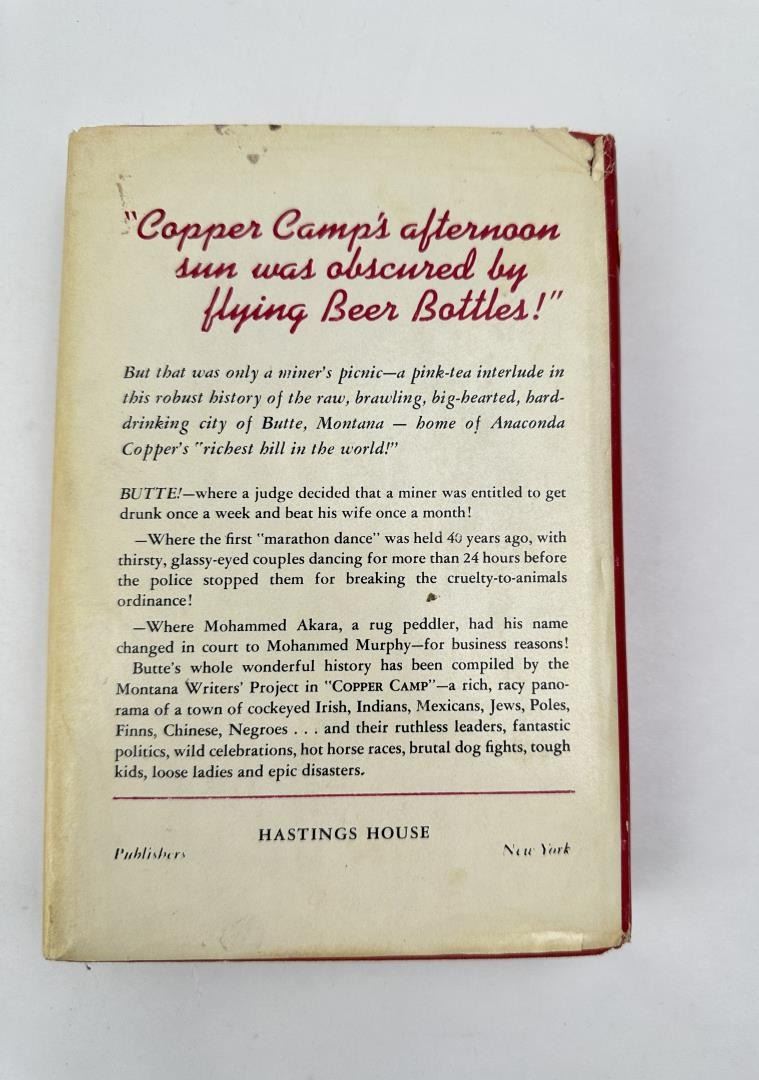 "Copper Camp's afternoon
sun was obscured by
flying Beer Bottles!"
But that was only a miner's picnic—a pink-tea interlude in
this robust history of the raw, brawling, big-hearted, hard-
drinking city of Butte, Montana — home of Anaconda
Copper's "richest hill in the world!"
BUTTE!—where a judge decided that a miner was entitled to get
drunk once a week and beat his wife once a month!
—Where the first "marathon dance" was held 40 years ago, with
thirsty, glassy-eyed couples dancing for more than 24 hours before
the police stopped them for breaking the cruelty-to-animals
ordinance!
—Where Mohammed Akara, a rug peddler, had his name
changed in court to Mohammed Murphy—for business reasons!
Butte's whole wonderful history has been compiled by the
Montana Writers' Project in "COPPER CAMP"—a rich, racy pano-
rama of a town of cockeyed Irish, Indians, Mexicans, Jews, Poles,
Finns, Chinese, Negroes . . . and their ruthless leaders, fantastic
politics, wild celebrations, hot horse races, brutal dog fights, tough
kids, loose ladies and epic disasters.
HASTINGS HOUSE
Publishers New York